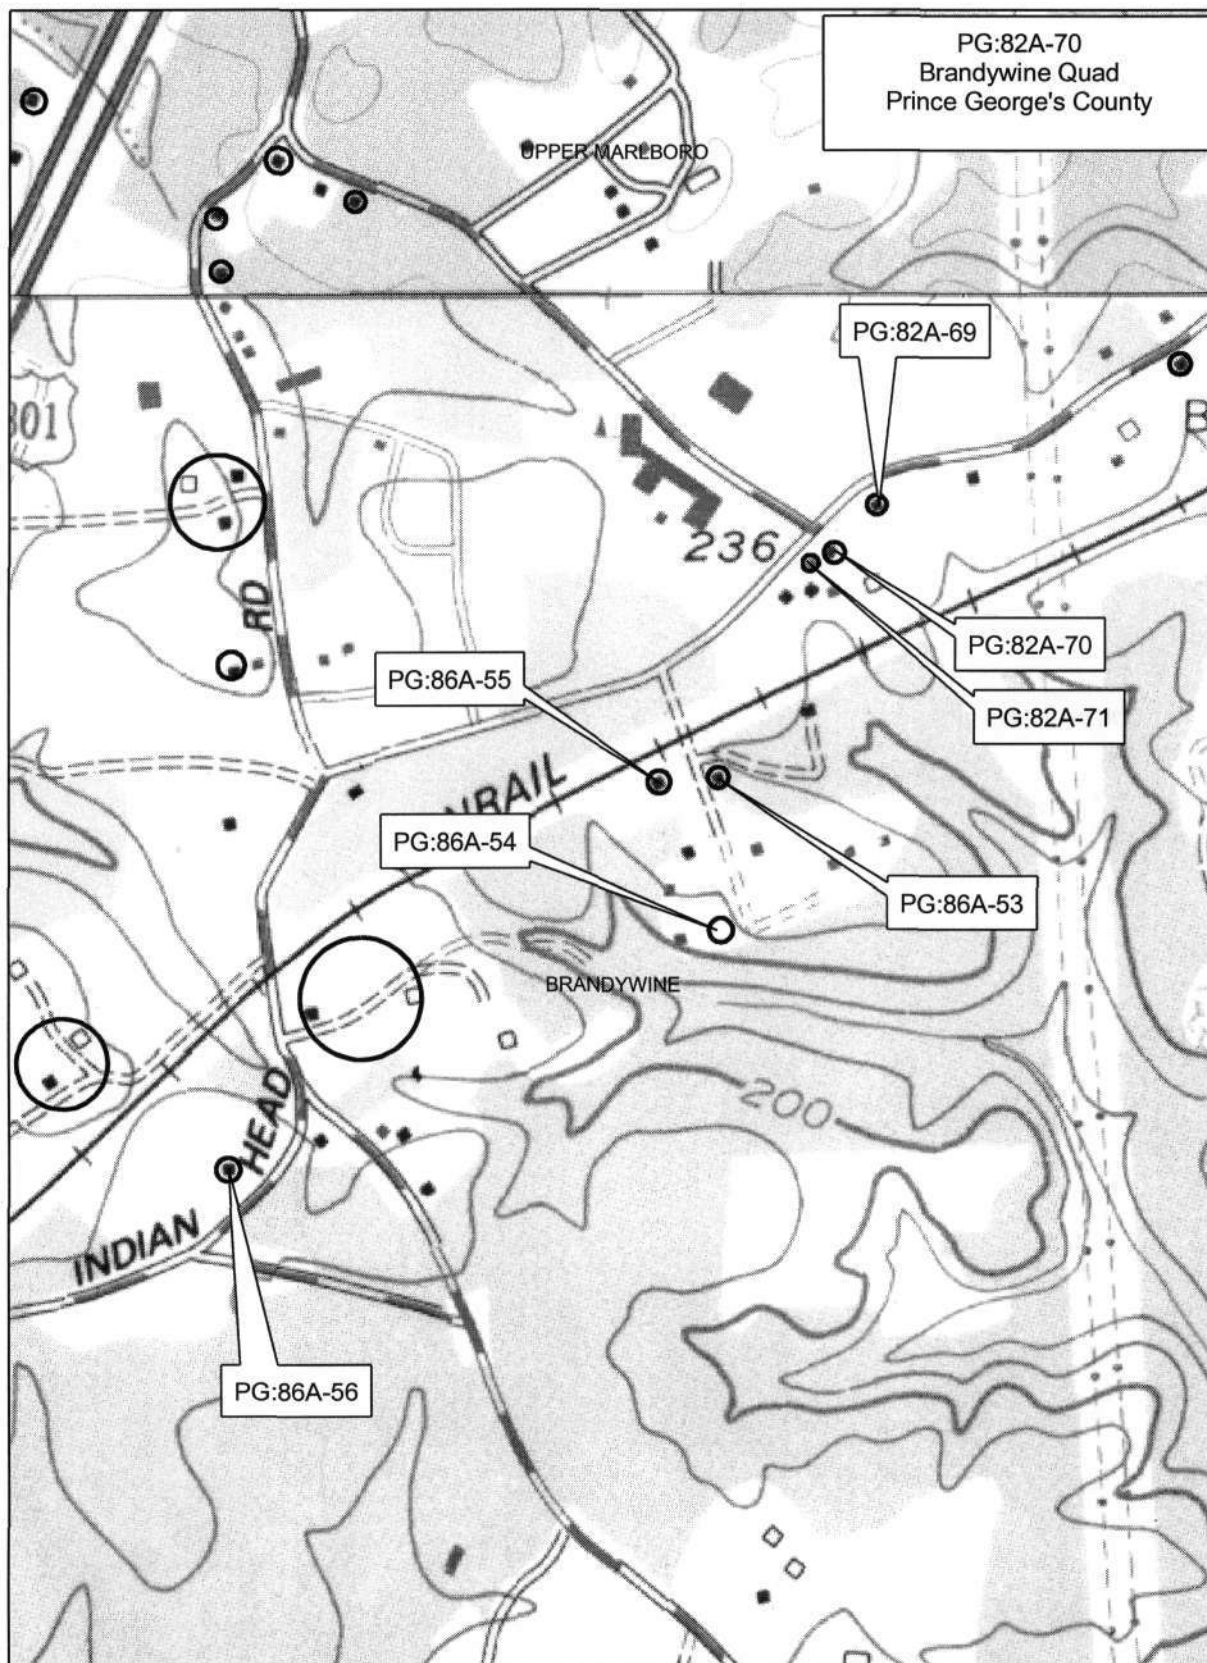 PG:82A-70
Brandywine Quad
Prince George's County
UPPER MARLBORO
PG:82A-69
301
B
236
RD
PG:82A-70
PG:86A-55
PG:82A-71
NRAIL
PG:86A-54
PG:86A-53
BRANDYWINE
200
HEAD
INDIAN
PG:86A-56